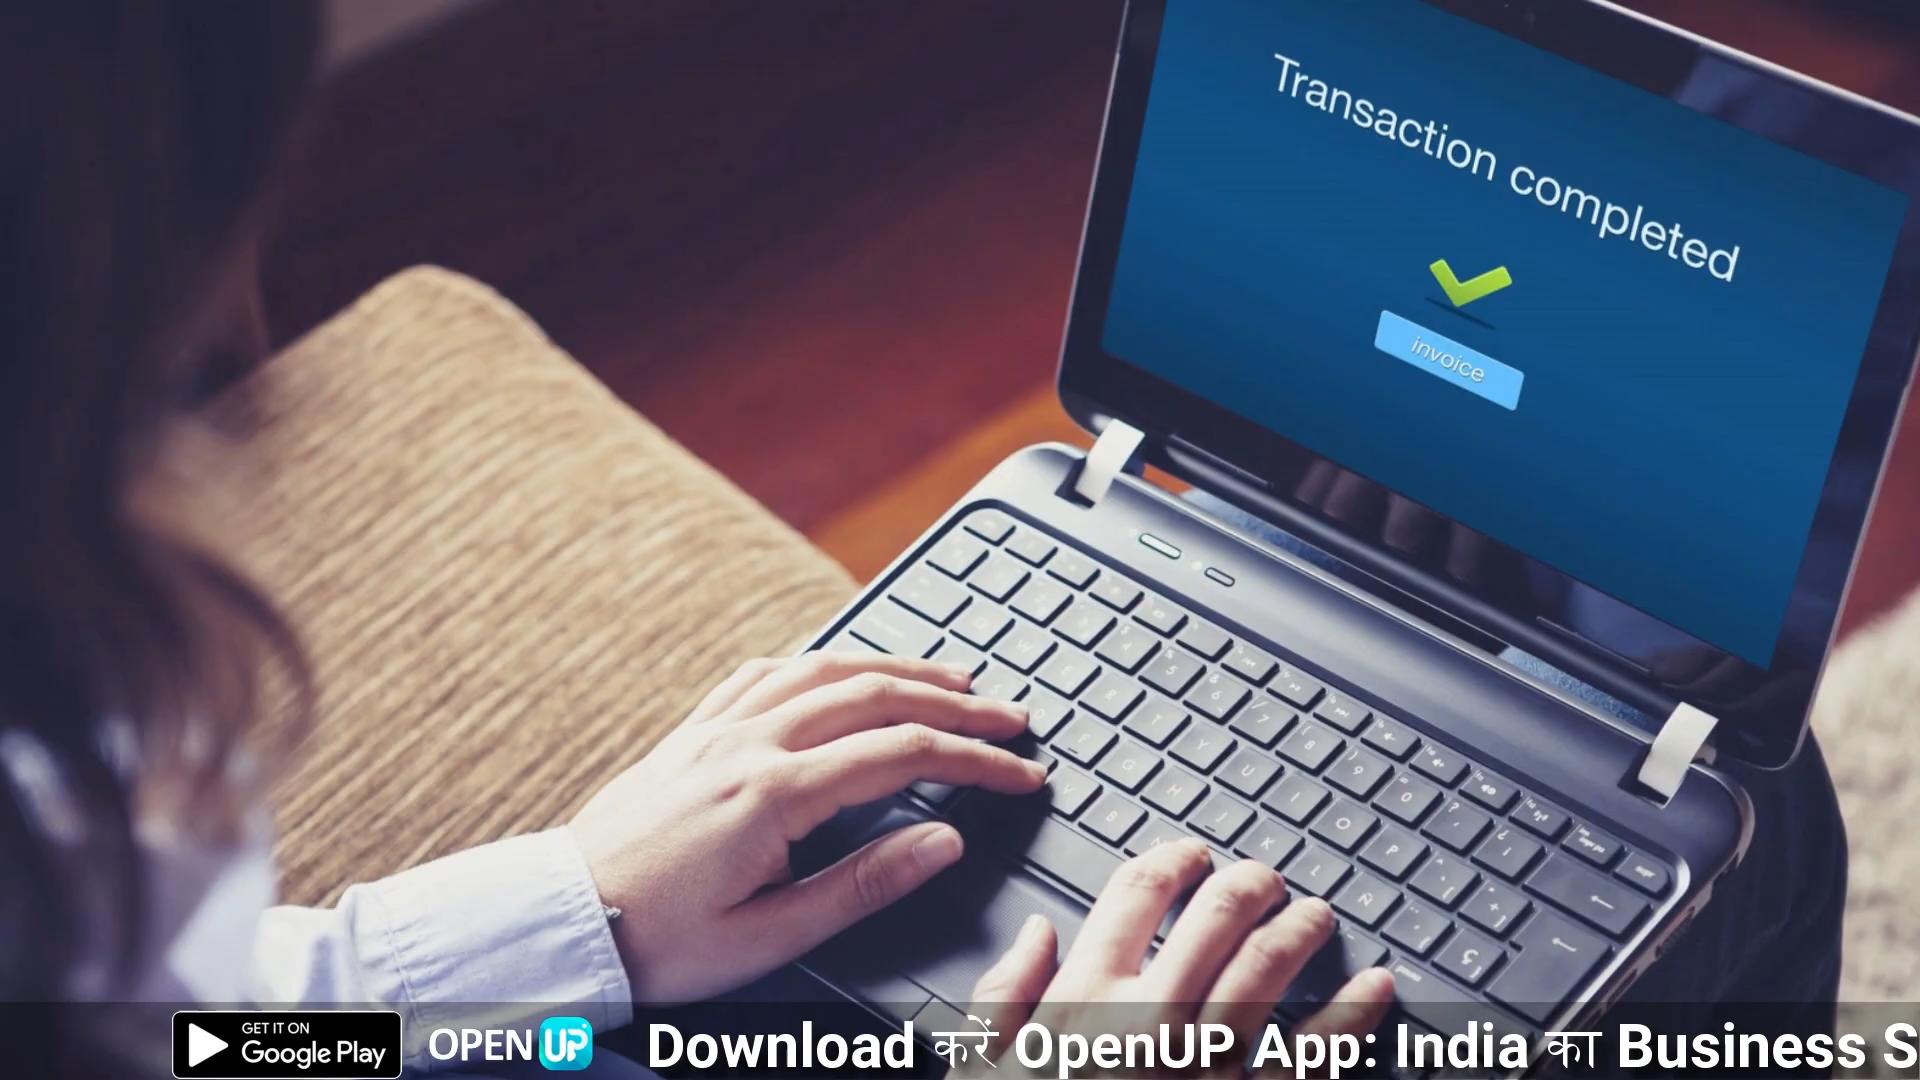 Transaction completed
invoice
GET IT ON
Google Play
OPEN UP
Download करें OpenUP App: India का Business S